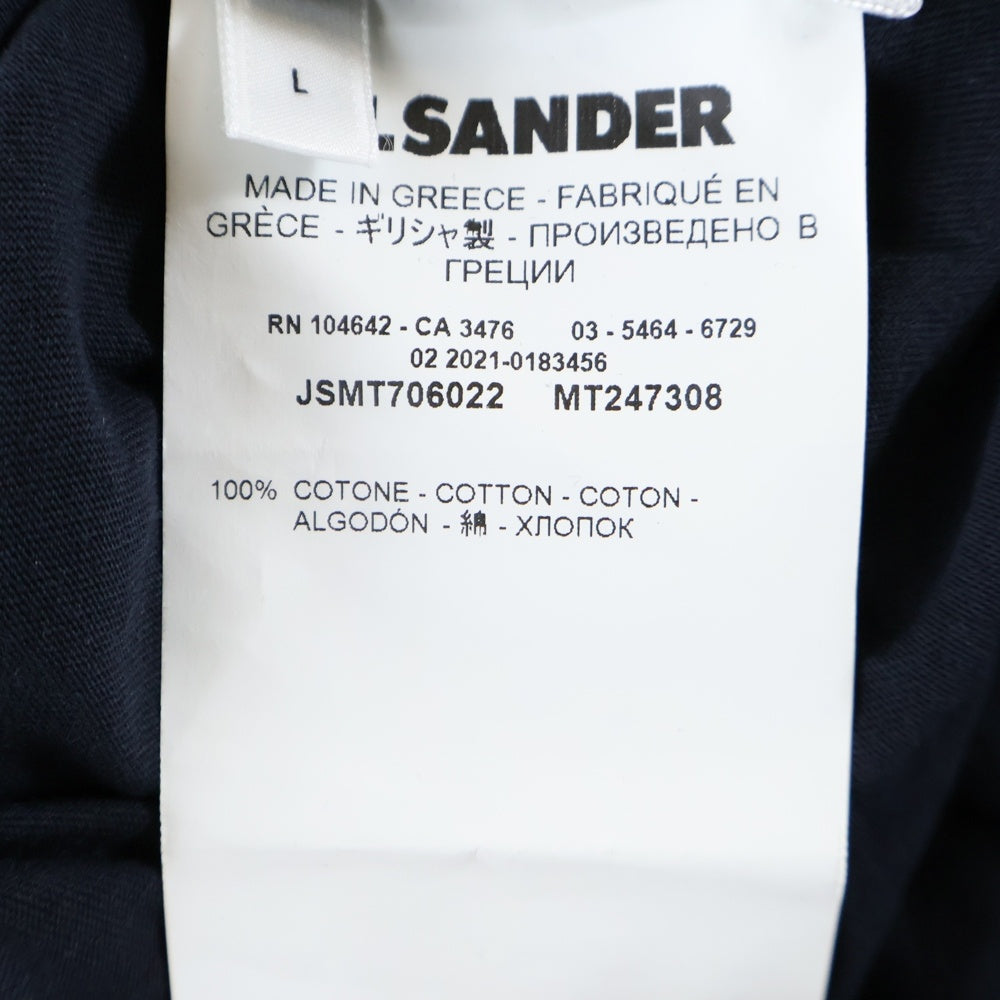 L
.SANDER
MADE IN GREECE - FABRIQUÉ EN
GRÈCE - ギリシャ製 - ПРОИЗВЕДЕНО В
ГРЕЦИИ
RN 104642 - CA 3476 03 - 5464 - 6729
02 2021-0183456
JSMT706022 MT247308
100% COTONE - COTTON - COTON -
ALGODÓN - 綿 - ХЛОПОК